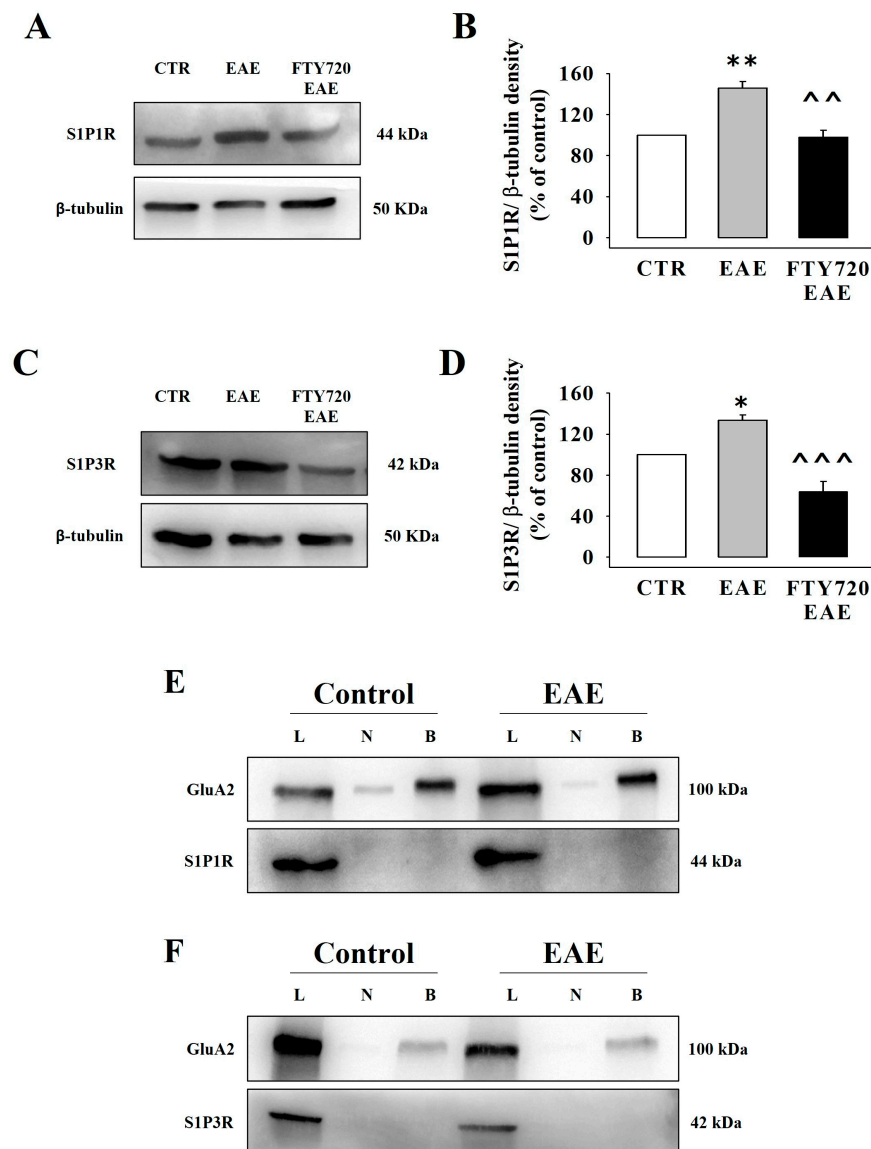 A
CTR EAE FTY720
EAE
S1P1R 44 kDa
β-tubulin 50 KDa
B
S1P1R/ β-tubulin density
(% of control)
160
120
80
40
0
**
^^
CTR EAE FTY720
EAE
C
CTR EAE FTY720
EAE
S1P3R 42 kDa
β-tubulin 50 KDa
D
S1P3R/ β-tubulin density
(% of control)
160
120
80
40
0
*
^^^
CTR EAE FTY720
EAE
E
Control EAE
L N B L N B
GluA2 100 kDa
S1P1R 44 kDa
F
Control EAE
L N B L N B
GluA2 100 kDa
S1P3R 42 kDa